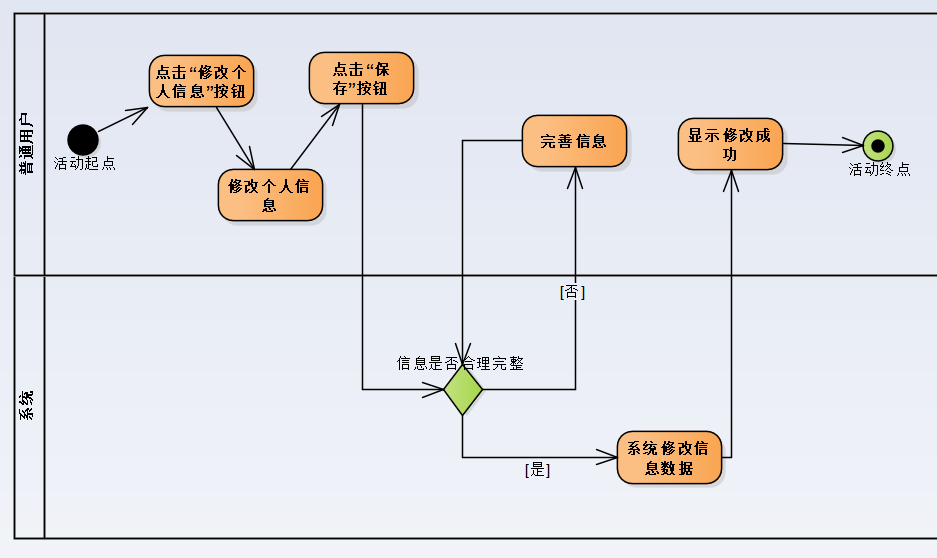 普通用户
活动起点
点击“修改个
人信息”按钮
修改个人信
息
点击“保
存”按钮
完善信息
显示修改成
功
活动终点
系统
[否]
信息是否合理完整
[是]
系统修改信
息数据